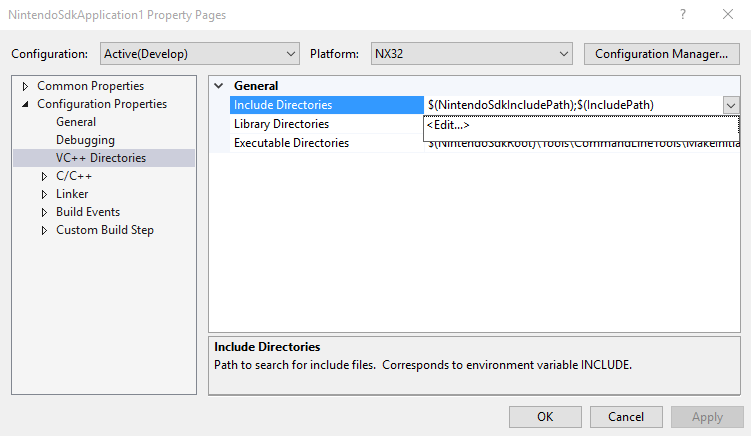 NintendoSdkApplication1 Property Pages
? ×
Configuration: Active(Develop) Platform: NX32 Configuration Manager...
Common Properties
Configuration Properties
General
Debugging
VC++ Directories
C/C++
Linker
Build Events
Custom Build Step
General
Include Directories $(NintendoSdkIncludePath);$(IncludePath)
Library Directories <Edit...>
Executable Directories $(NintendoSdkRoot)\Tools\CommandLineTools\MakeInitia
Include Directories
Path to search for include files. Corresponds to environment variable INCLUDE.
OK Cancel Apply